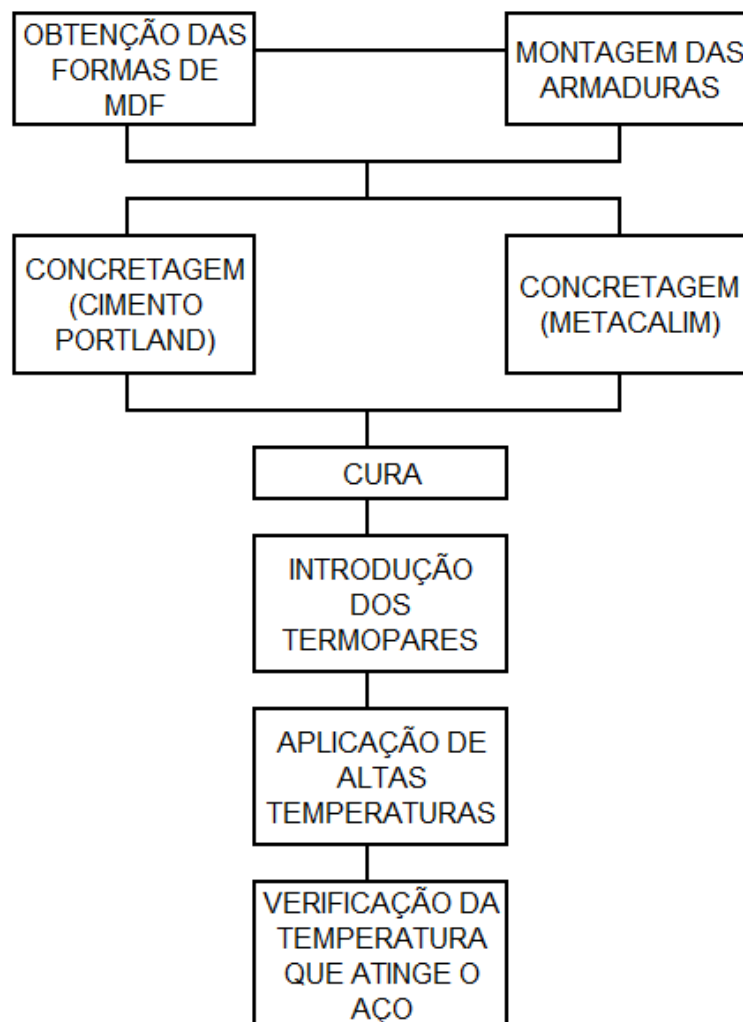 OBTENÇÃO DAS
FORMAS DE
MDF
MONTAGEM DAS
ARMADURAS
CONCRETAGEM
(CIMENTO
PORTLAND)
CONCRETAGEM
(METACALIM)
CURA
INTRODUÇÃO
DOS
TERMOPARES
APLICAÇÃO DE
ALTAS
TEMPERATURAS
VERIFICAÇÃO DA
TEMPERATURA
QUE ATINGE O
AÇO